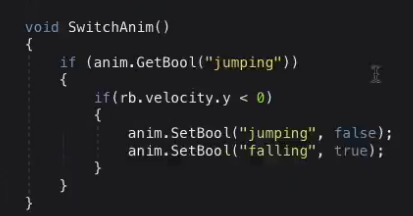 void SwitchAnim()
{
    if (anim.GetBool("jumping"))
    {
        if(rb.velocity.y < 0)
        {
            anim.SetBool("jumping", false);
            anim.SetBool("falling", true);
        }
    }
}